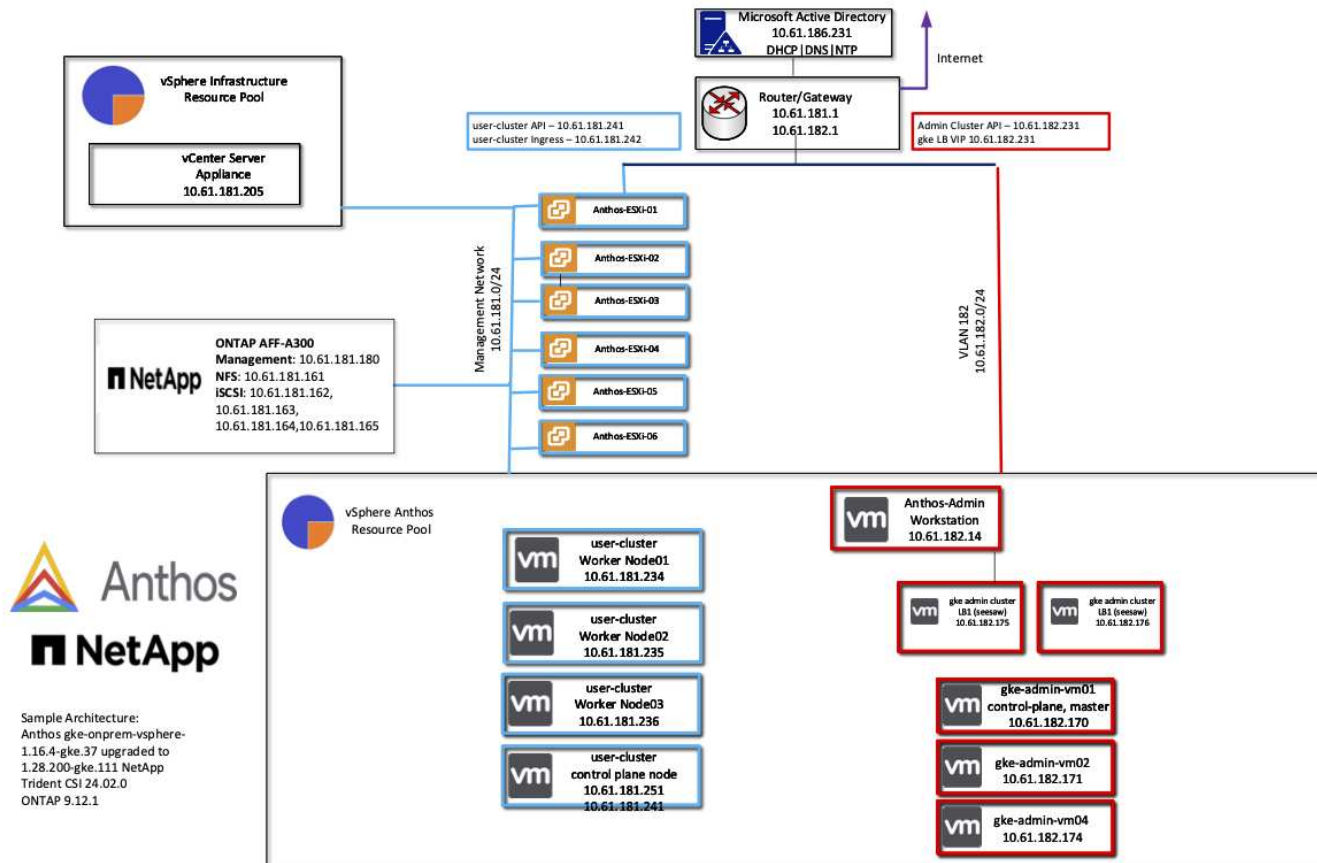 Microsoft Active Directory
10.61.186.231
DHCP|DNS|NTP
Internet
vSphere Infrastructure
Resource Pool
vCenter Server
Appliance
10.61.181.205
Router/Gateway
10.61.181.1
10.61.182.1
user-cluster API – 10.61.181.241
user-cluster Ingress – 10.61.181.242
Admin Cluster API – 10.61.182.231
gke LB VIP 10.61.182.231
Anthos-ESXi-01
Anthos-ESXi-02
Anthos-ESXi-03
Anthos-ESXi-04
Anthos-ESXi-05
Anthos-ESXi-06
Management Network
10.61.181.0/24
VLAN 182
10.61.182.0/24
NetApp
ONTAP AFF-A300
Management: 10.61.181.180
NFS: 10.61.181.161
iSCSI: 10.61.181.162,
10.61.181.163,
10.61.181.164,10.61.181.165
vSphere Anthos
Resource Pool
vm
user-cluster
Worker Node01
10.61.181.234
vm
user-cluster
Worker Node02
10.61.181.235
vm
user-cluster
Worker Node03
10.61.181.236
vm
user-cluster
control plane node
10.61.181.251
10.61.181.241
vm
Anthos-Admin
Workstation
10.61.182.14
vm
gke admin cluster
LB1 (seesaw)
10.61.182.175
vm
gke admin cluster
LB1 (seesaw)
10.61.182.176
vm
gke-admin-vm01
control-plane, master
10.61.182.170
vm
gke-admin-vm02
10.61.182.171
vm
gke-admin-vm04
10.61.182.174
Anthos
NetApp
Sample Architecture:
Anthos gke-onprem-vsphere-
1.16.4-gke.37 upgraded to
1.28.200-gke.111 NetApp
Trident CSI 24.02.0
ONTAP 9.12.1